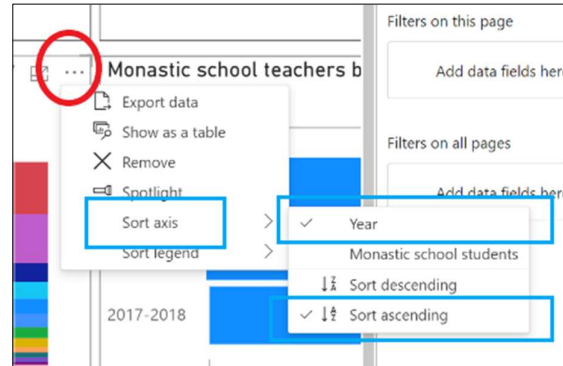 Filters on this page
Add data fields her
Monastic school teachers b
Export data
Show as a table
Remove
Spotlight
Sort axis
Sort legend
Filters on all pages
Add data fields her
Year
Monastic school students
Sort descending
Sort ascending
2017-2018